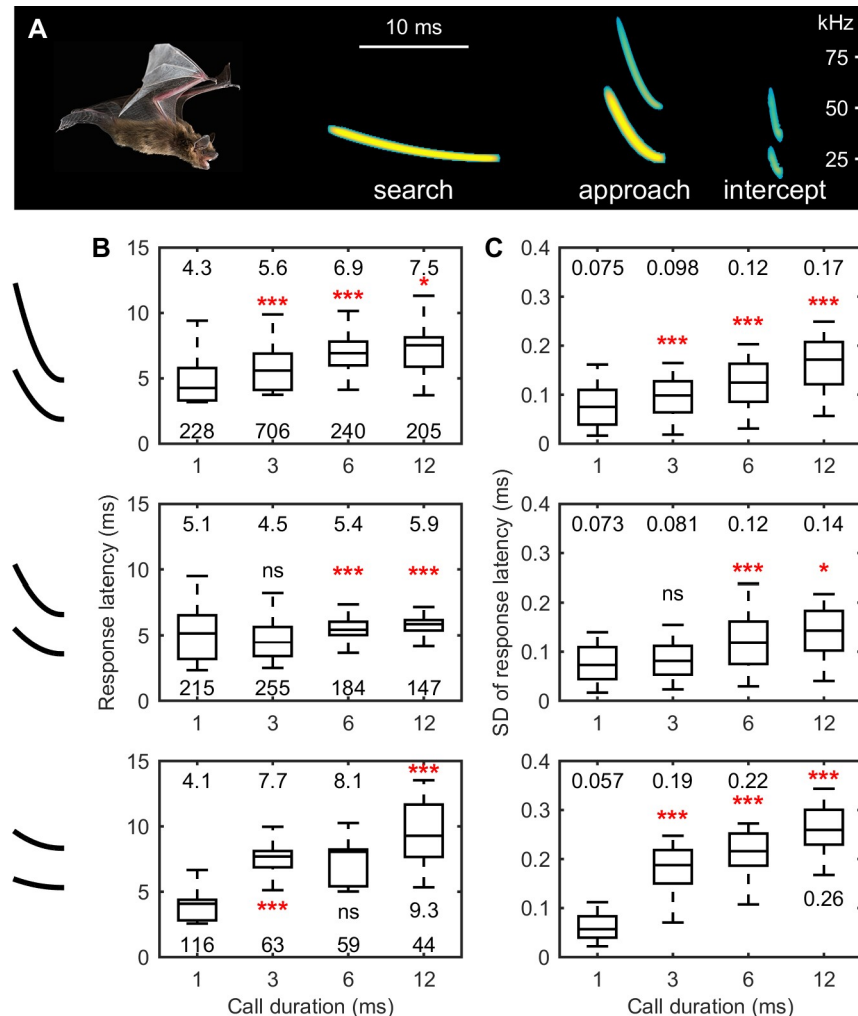 A
10 ms
kHz
75
50
25
search
approach
intercept
B
C
15
10
5
0
4.3 5.6 6.9 7.5
*** *** *
228 706 240 205
1 3 6 12
0.4
0.3
0.2
0.1
0
0.075 0.098 0.12 0.17
*** *** ***
1 3 6 12
Response latency (ms)
15
10
5
0
5.1 4.5 5.4 5.9
ns *** ***
215 255 184 147
1 3 6 12
SD of response latency (ms)
0.4
0.3
0.2
0.1
0
0.073 0.081 0.12 0.14
ns *** *
1 3 6 12
15
10
5
0
4.1 7.7 8.1 ***
*** ns 9.3
116 63 59 44
1 3 6 12
Call duration (ms)
0.4
0.3
0.2
0.1
0
0.057 0.19 0.22 ***
*** ***
0.26
1 3 6 12
Call duration (ms)